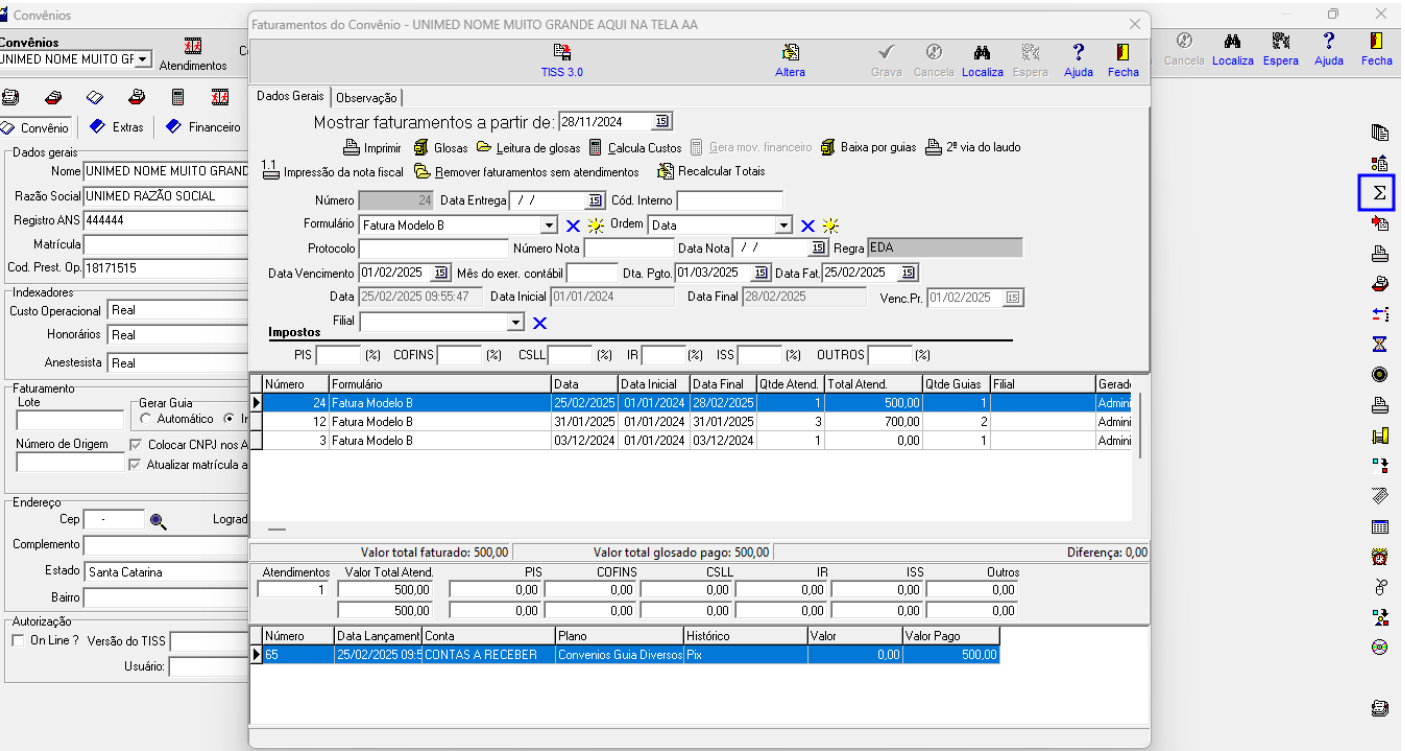 Convênios
Convênios
UNIMED NOME MUITO GF
Atendimentos
Cancela Localiza Espera Ajuda Fecha
Convênio Extras Financeiro
Dados gerais
Nome UNIMED NOME MUITO GRAND
Razão Social UNIMED RAZÃO SOCIAL
Registro ANS 444444
Matrícula
Cod. Prest. Op. 18171515
Indexadores
Custo Operacional Real
Honorários Real
Anestesista Real
Faturamento
Lote
Gerar Guia
Automático
Número de Origem
Colocar CNPJ nos A
Atualizar matrícula a
Endereço
Cep - Lograd
Complemento
Estado Santa Catarina
Bairro
Autorização
On Line ? Versão do TISS
Usuário:
Faturamentos do Convênio - UNIMED NOME MUITO GRANDE AQUI NA TELA AA
TISS 3.0 Altera Grava Cancela Localiza Espera Ajuda Fecha
Dados Gerais Observação
Mostrar faturamentos a partir de: 28/11/2024 15
Imprimir Glosas Leitura de glosas Calcula Custos Gera mov. financeiro Baixa por guias 2ª via do laudo
1.1 Impressão da nota fiscal Remover faturamentos sem atendimentos Recalcular Totais
Número 24 Data Entrega / / 15 Cód. Interno
Formulário Fatura Modelo B Ordem Data
Protocolo Número Nota Data Nota / / 15 Regra EDA
Data Vencimento 01/02/2025 15 Mês do exer. contábil Dta. Pgto. 01/03/2025 15 Data Fat. 25/02/2025 15
Data 25/02/2025 09:55:47 Data Inicial 01/01/2024 Data Final 28/02/2025 Venc.Pr. 01/02/2025 15
Filial
Impostos
PIS (%) COFINS (%) CSLL (%) IR (%) ISS (%) OUTROS (%)
Número Formulário Data Data Inicial Data Final Qtde Atend. Total Atend. Qtde Guias Filial Gerad
24 Fatura Modelo B 25/02/2025 01/01/2024 28/02/2025 1 500,00 1 Admini
12 Fatura Modelo B 31/01/2025 01/01/2024 31/01/2025 3 700,00 2 Admini
3 Fatura Modelo B 03/12/2024 01/01/2024 03/12/2024 1 0,00 1 Admini
Valor total faturado: 500,00 Valor total glosado pago: 500,00 Diferença: 0,00
Atendimentos Valor Total Atend. PIS COFINS CSLL IR ISS Outros
1 500,00 0,00 0,00 0,00 0,00 0,00 0,00
500,00 0,00 0,00 0,00 0,00 0,00 0,00
Número Data Lançament Conta Plano Histórico Valor Valor Pago
65 25/02/2025 09:5 CONTAS A RECEBER Convenios Guia Diversos Pix 0,00 500,00